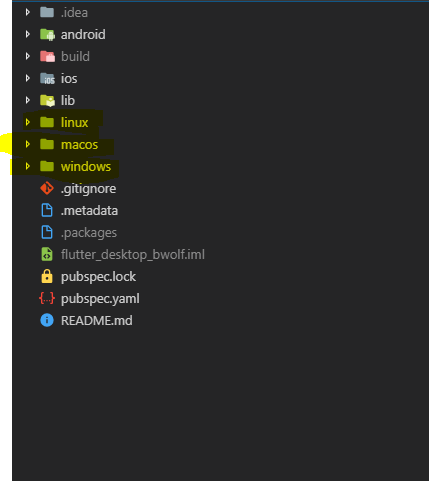 .idea
android
build
ios
lib
linux
macos
windows
.gitignore
.metadata
.packages
flutter_desktop_bwolf.iml
pubspec.lock
pubspec.yaml
README.md